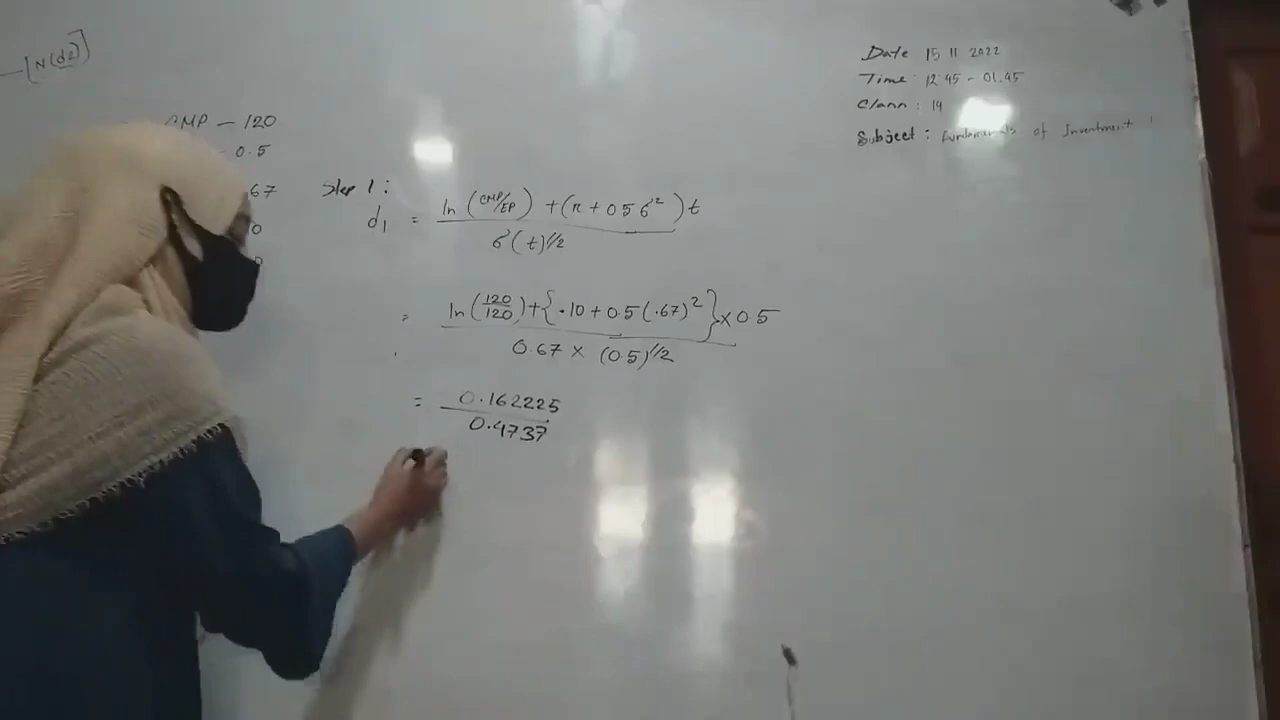 -[N(d2)]
CMP - 120
0.5
67
0
Step 1:
d1 = ln (CMP/EP) + (r + 0.5 σ²) t
σ (t)1/2
= ln (120/120) + { .10 + 0.5 (.67)² } x 0.5
0.67 x (0.5)1/2
= 0.162225
0.4737
Date 15 11 2022
Time: 12 45 - 01.45
Class: 14
Subject: Fundamentals of Investment